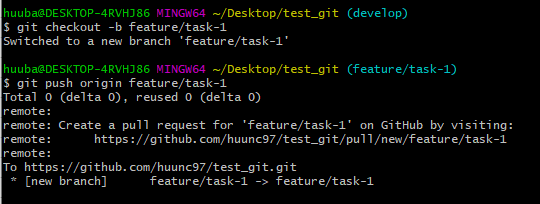 huuba@DESKTOP-4RVHJ86 MINGW64 ~/Desktop/test_git (develop)
$ git checkout -b feature/task-1
Switched to a new branch 'feature/task-1'

huuba@DESKTOP-4RVHJ86 MINGW64 ~/Desktop/test_git (feature/task-1)
$ git push origin feature/task-1
Total 0 (delta 0), reused 0 (delta 0)
remote:
remote: Create a pull request for 'feature/task-1' on GitHub by visiting:
remote:      https://github.com/huunc97/test_git/pull/new/feature/task-1
remote:
To https://github.com/huunc97/test_git.git
 * [new branch]      feature/task-1 -> feature/task-1